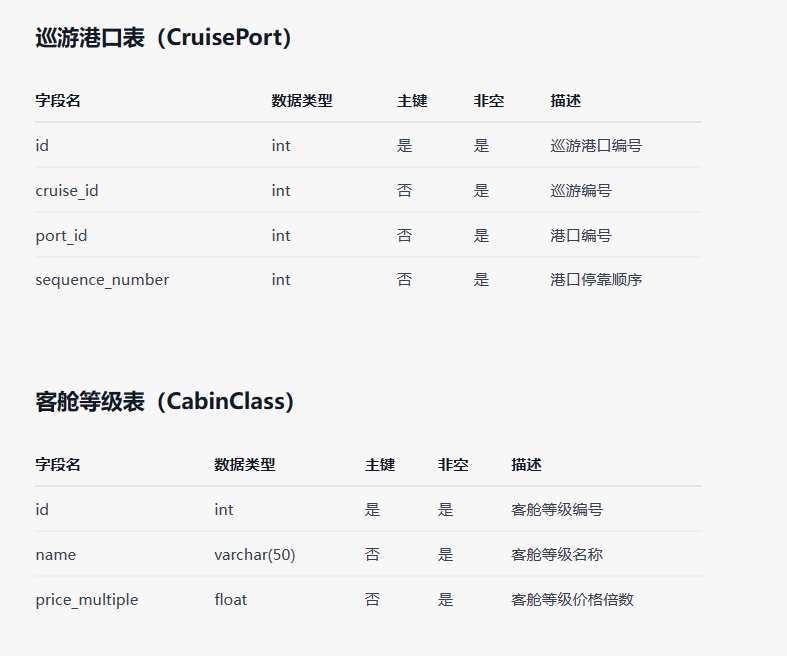 巡游港口表（CruisePort）
字段名 数据类型 主键 非空 描述
id int 是 是 巡游港口编号
cruise_id int 否 是 巡游编号
port_id int 否 是 港口编号
sequence_number int 否 是 港口停靠顺序
客舱等级表（CabinClass）
字段名 数据类型 主键 非空 描述
id int 是 是 客舱等级编号
name varchar(50) 否 是 客舱等级名称
price_multiple float 否 是 客舱等级价格倍数